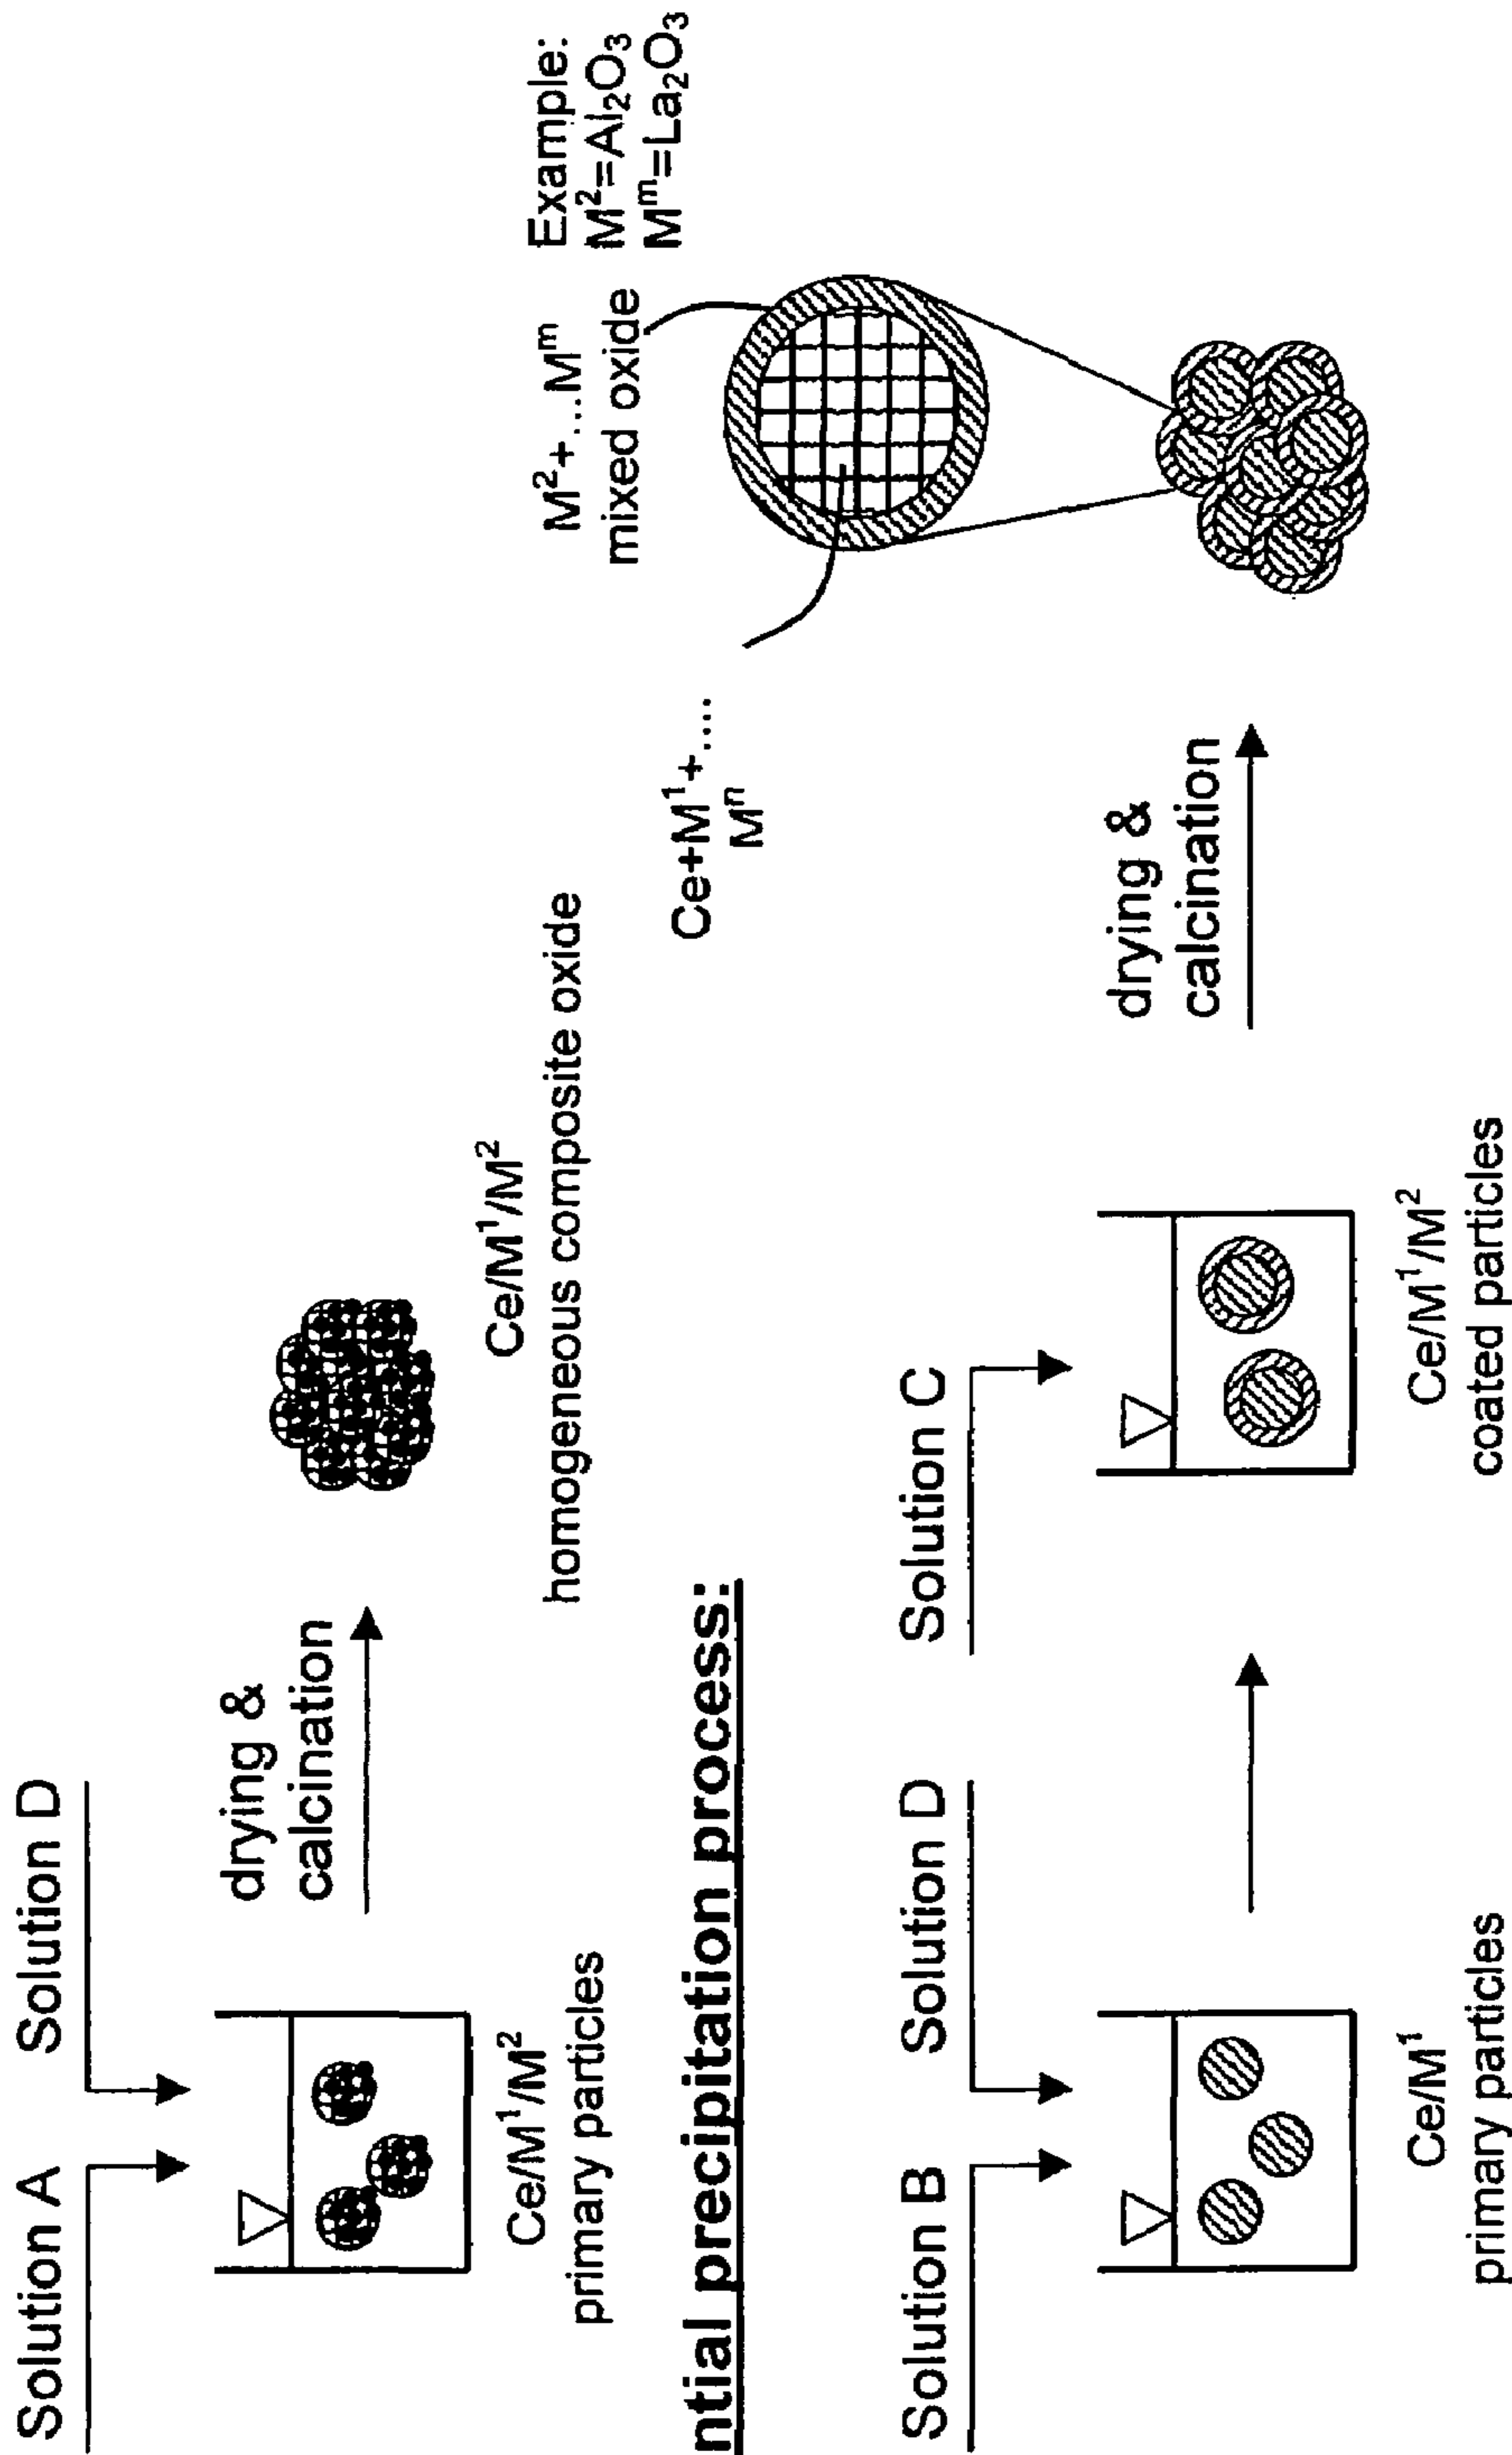 Solution A
Solution D
drying &
calcination
Ce/M¹/M²
primary particles
Ce/M¹/M²
homogeneous composite oxide
ntial precipitation process:
Solution B
Solution D
Solution C
Ce/M¹
primary particles
Ce/M¹/M²
coated particles
drying &
calcination
Ce+M¹+....
Mⁿ
M²+...Mᵐ
mixed oxide
Example:
M²=Al₂O₃
Mᵐ=La₂O₃